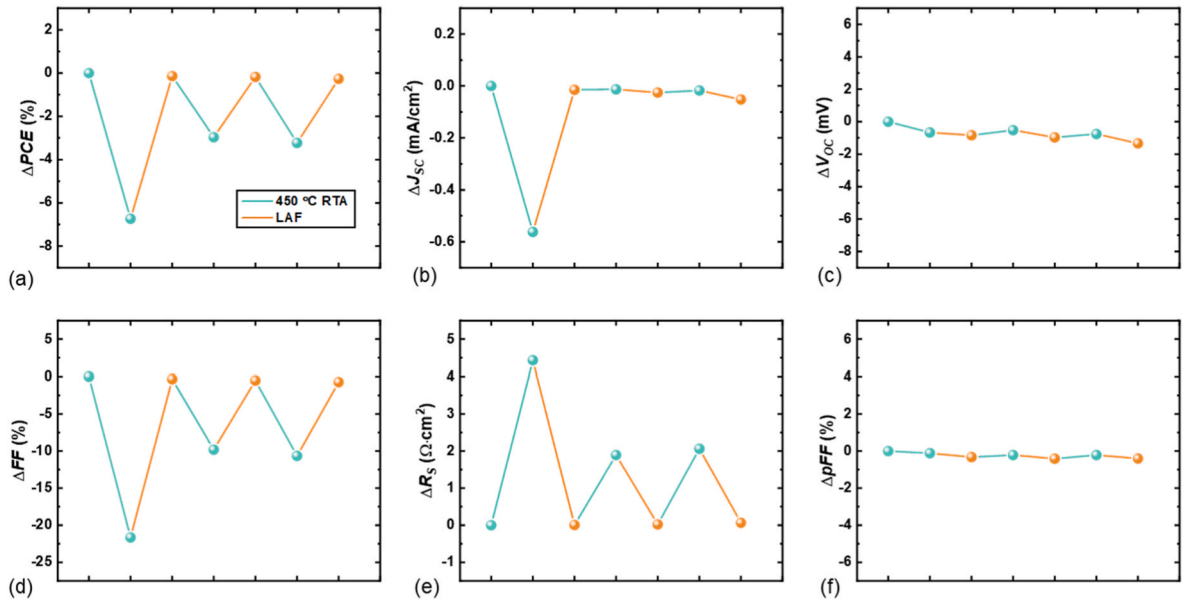 2
0
-2
-4
-6
-8
ΔPCE (%)
450 ºC RTA
LAF
(a)
0.2
0.0
-0.2
-0.4
-0.6
ΔJSC (mA/cm²)
(b)
6
4
2
0
-2
-4
-6
-8
ΔVOC (mV)
(c)
5
0
-5
-10
-15
-20
-25
ΔFF (%)
(d)
5
4
3
2
1
0
-1
ΔRS (Ω·cm²)
(e)
6
4
2
0
-2
-4
-6
ΔpFF (%)
(f)